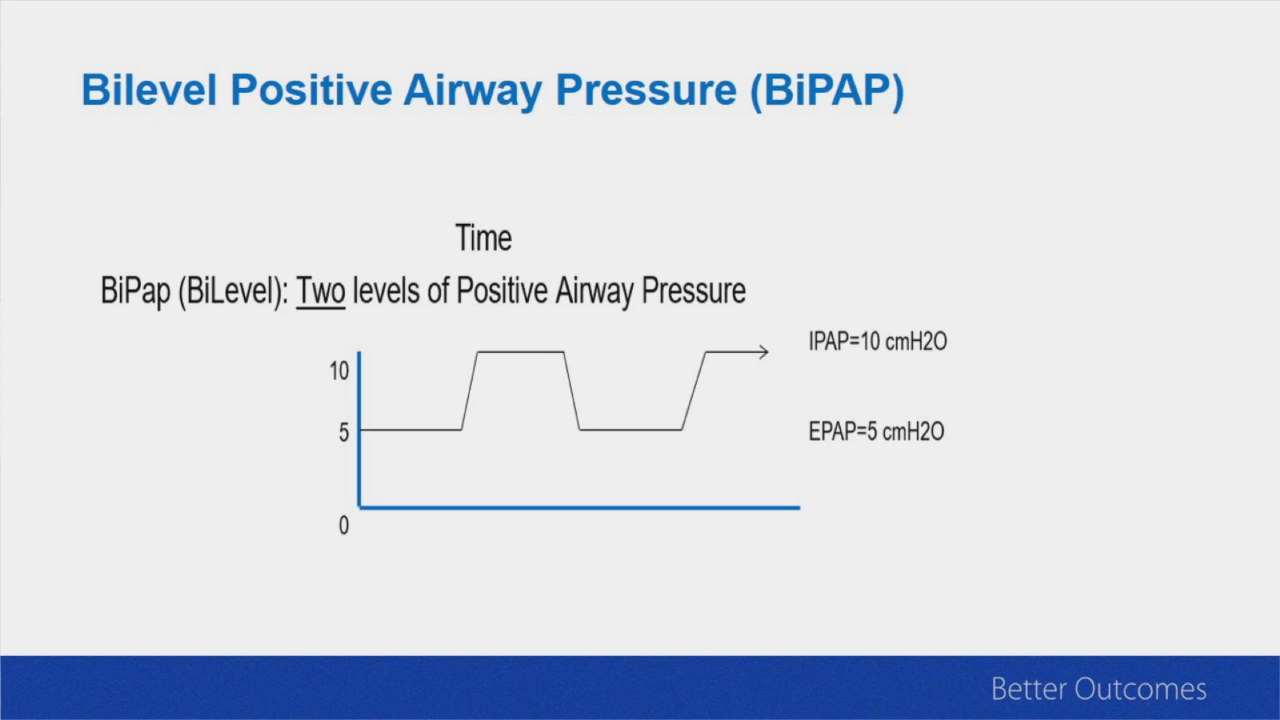 Bilevel Positive Airway Pressure (BiPAP)
Time
BiPap (BiLevel): Two levels of Positive Airway Pressure
IPAP=10 cmH2O
10
5
EPAP=5 cmH2O
0
Better Outcomes